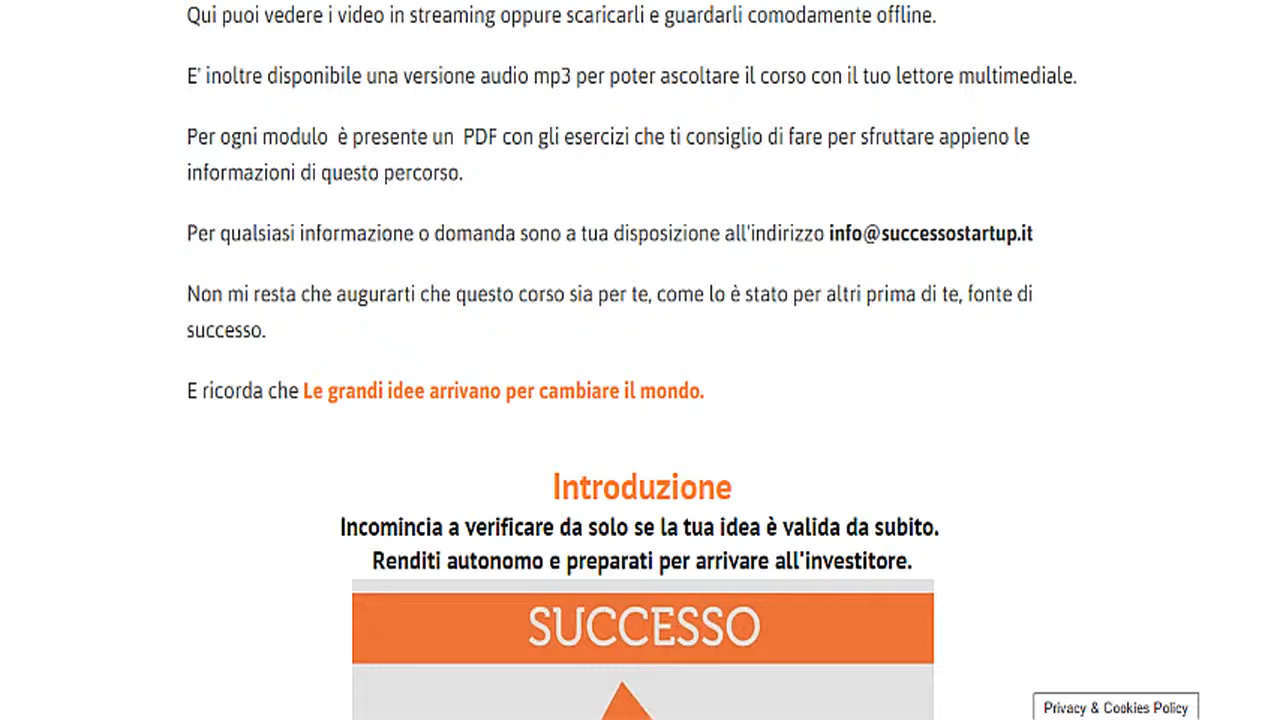 Qui puoi vedere i video in streaming oppure scaricarli e guardarli comodamente offline.
E' inoltre disponibile una versione audio mp3 per poter ascoltare il corso con il tuo lettore multimediale.
Per ogni modulo è presente un PDF con gli esercizi che ti consiglio di fare per sfruttare appieno le
informazioni di questo percorso.
Per qualsiasi informazione o domanda sono a tua disposizione all'indirizzo info@successostartup.it
Non mi resta che augurarti che questo corso sia per te, come lo è stato per altri prima di te, fonte di
successo.
E ricorda che Le grandi idee arrivano per cambiare il mondo.
Introduzione
Incomincia a verificare da solo se la tua idea è valida da subito.
Renditi autonomo e preparati per arrivare all'investitore.
SUCCESSO
Privacy & Cookies Policy